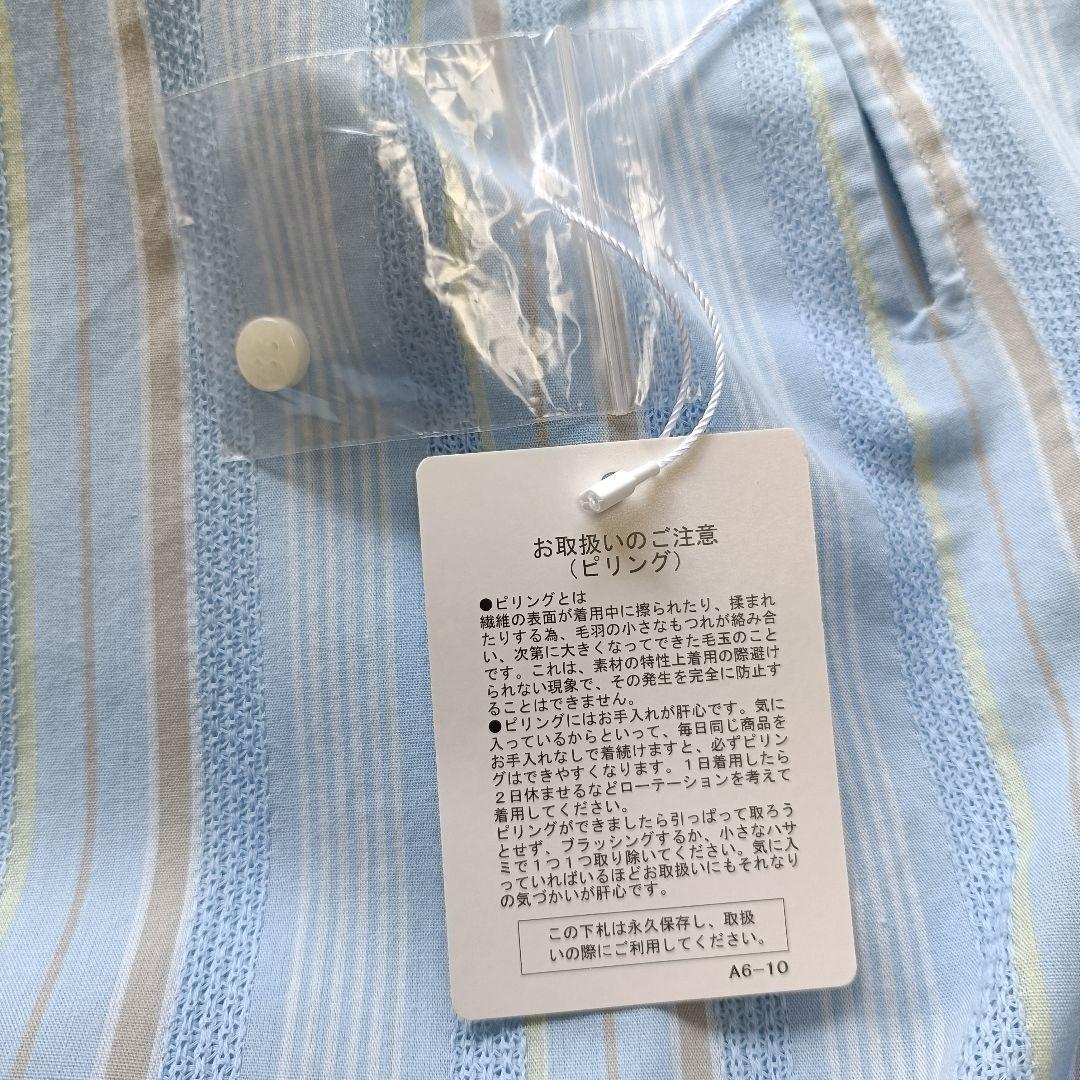 お取扱いのご注意
（ピリング）
●ピリングとは
繊維の表面が着用中に擦られたり、揉まれ
たりする為、毛羽の小さなもつれが絡み合
い、次第に大きくなってできた毛玉のこと
です。これは、素材の特性上着用の際避け
られない現象で、その発生を完全に防止す
ることはできません。
●ピリングにはお手入れが肝心です。気に
入っているからといって、毎日同じ商品を
お手入れなしで着続けますと、必ずピリン
グはできやすくなります。１日着用したら
２日休ませるなどローテーションを考えて
着用してください。
ピリングができましたら引っぱって取ろう
とせず、ブラッシングするか、小さなハサ
ミで１つ１つ取り除いてください。気に入
っていればいるほどお取扱いにもそれなり
の気づかいが肝心です。
この下札は永久保存し、取扱
いの際にご利用してください。
A6-10